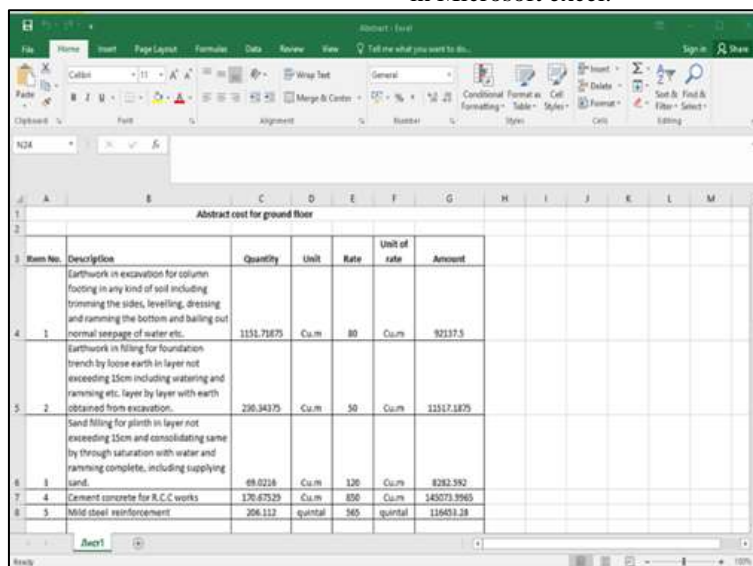 in Microsoft excel.
Abstract - Excel
File Home Insert Page Layout Formulas Data Review View Tell me what you want to do... Sign in Share
Paste
Calibri 11
B I U
Wrap Text
Merge & Center
General
Conditional Formatting
Format as Table
Cell Styles
Insert
Delete
Format
Sort & Filter
Find & Select
Clipboard Font Alignment Number Styles Cells Editing
N24
A B C D E F G H I J K L M
1 Abstract cost for ground floor
2
3 Item No. Description Quantity Unit Rate Unit of rate Amount
Earthwork in excavation for column
footing in any kind of soil including
trimming the sides, levelling, dressing
and ramming the bottom and bailing out
4 1 normal seepage of water etc. 1151.71875 Cu.m 80 Cu.m 92137.5
Earthwork in filling for foundation
trench by loose earth in layer not
exceeding 15cm including watering and
ramming etc. layer by layer with earth
5 2 obtained from excavation. 230.34375 Cu.m 50 Cu.m 11517.1875
Sand filling for plinth in layer not
exceeding 15cm and consolidating same
by through saturation with water and
ramming complete, including supplying
6 3 sand. 69.0216 Cu.m 120 Cu.m 8282.592
7 4 Cement concrete for R.C.C works 170.67529 Cu.m 850 Cu.m 145073.9965
8 5 Mild steel reinforcement 206.112 quintal 565 quintal 116453.28
Лист1
Ready
100%